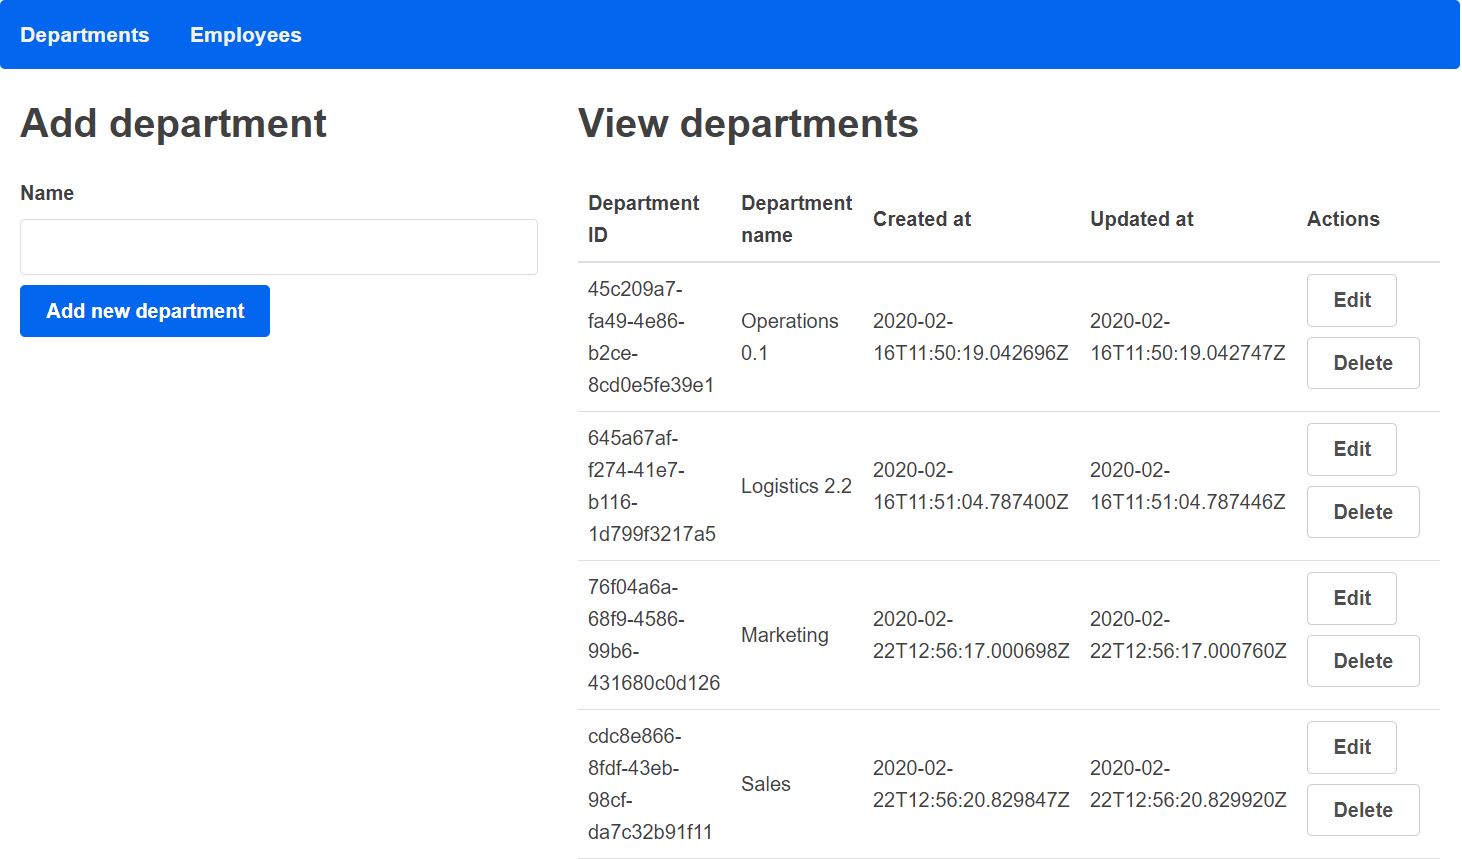 Departments Employees
Add department
Name
Add new department
View departments
Department ID Department name Created at Updated at Actions
45c209a7-
fa49-4e86-
b2ce-
8cd0e5fe39e1
Operations
0.1
2020-02-
16T11:50:19.042696Z
2020-02-
16T11:50:19.042747Z
Edit
Delete
645a67af-
f274-41e7-
b116-
1d799f3217a5
Logistics 2.2
2020-02-
16T11:51:04.787400Z
2020-02-
16T11:51:04.787446Z
Edit
Delete
76f04a6a-
68f9-4586-
99b6-
431680c0d126
Marketing
2020-02-
22T12:56:17.000698Z
2020-02-
22T12:56:17.000760Z
Edit
Delete
cdc8e866-
8fdf-43eb-
98cf-
da7c32b91f11
Sales
2020-02-
22T12:56:20.829847Z
2020-02-
22T12:56:20.829920Z
Edit
Delete